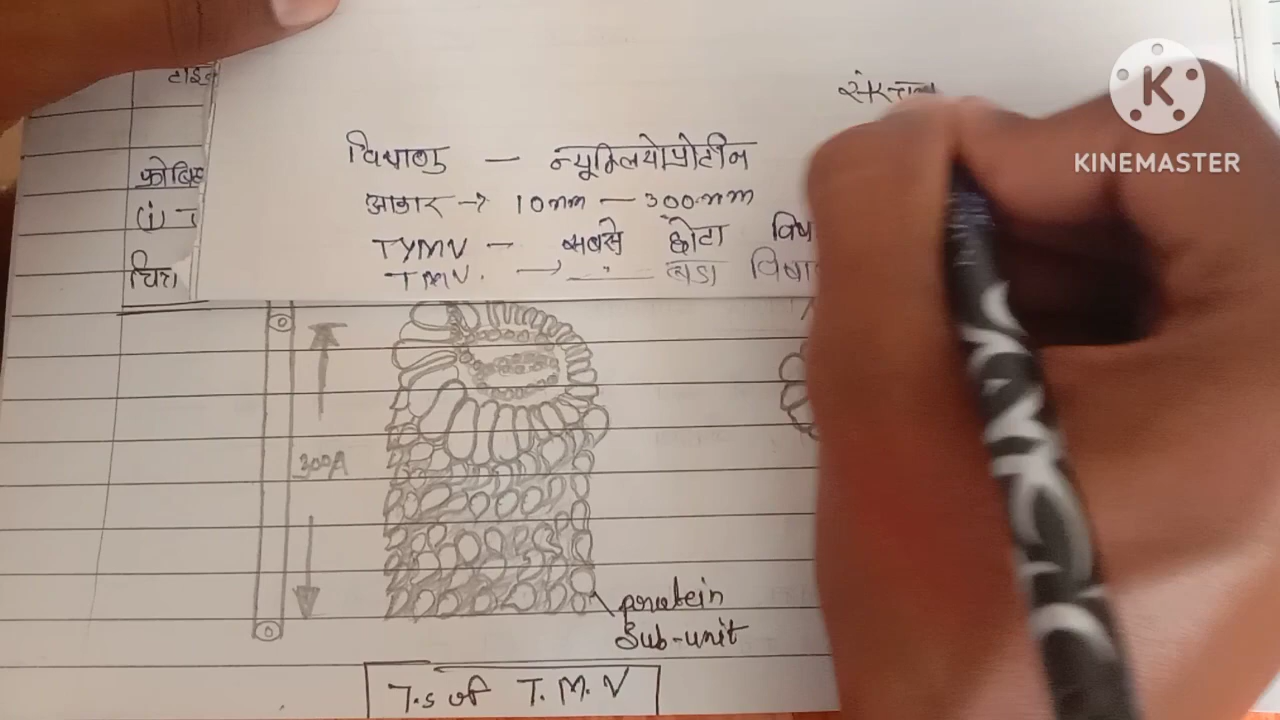 संरचना
KINEMASTER
विषाणु — न्यूक्लियोप्रोटीन
आकार → 10nm — 300nm
TYMV — सबसे छोटा विष
TMV. → —〃— बडा विषा
(i)
चित्र
300A
protein
Sub-unit
T.S of T.M.V